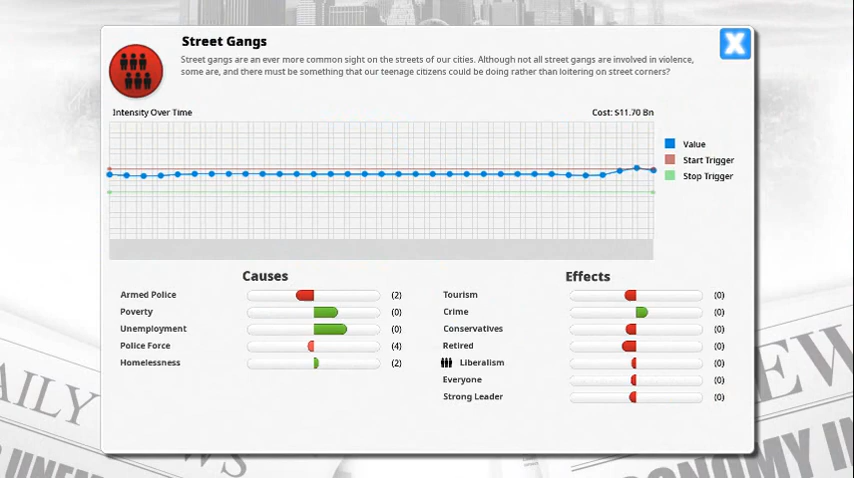 Street Gangs
Street gangs are an ever more common sight on the streets of our cities. Although not all street gangs are involved in violence,
some are, and there must be something that our teenage citizens could be doing rather than loitering on street corners?
X
Intensity Over Time
Cost: $11.70 Bn
Value
Start Trigger
Stop Trigger
Causes
Armed Police (2)
Poverty (0)
Unemployment (0)
Police Force (4)
Homelessness (2)
Effects
Tourism (0)
Crime (0)
Conservatives (0)
Retired (0)
Liberalism (0)
Everyone (0)
Strong Leader (0)
AILY
NEWS